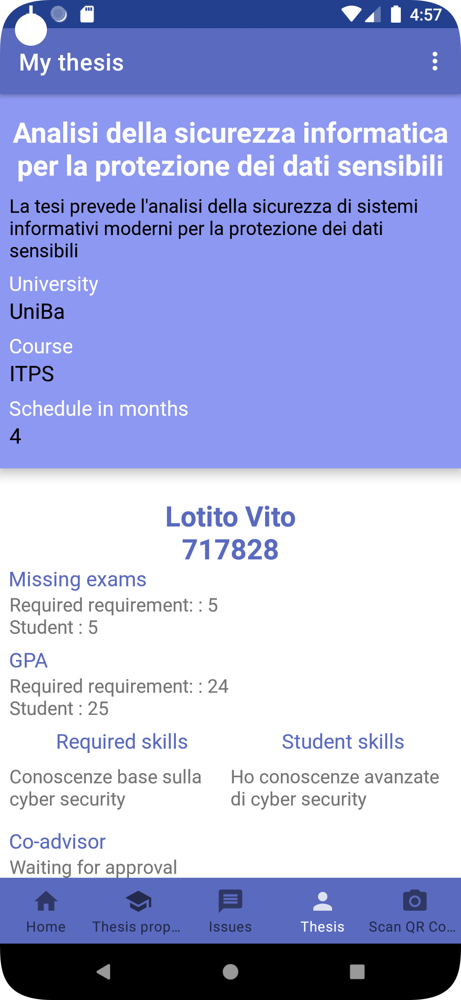 4:57
My thesis
Analisi della sicurezza informatica
per la protezione dei dati sensibili
La tesi prevede l'analisi della sicurezza di sistemi
informativi moderni per la protezione dei dati
sensibili
University
UniBa
Course
ITPS
Schedule in months
4
Lotito Vito
717828
Missing exams
Required requirement: : 5
Student : 5
GPA
Required requirement: : 24
Student : 25
Required skills
Student skills
Conoscenze base sulla
cyber security
Ho conoscenze avanzate
di cyber security
Co-advisor
Waiting for approval
Home
Thesis prop...
Issues
Thesis
Scan QR Co...